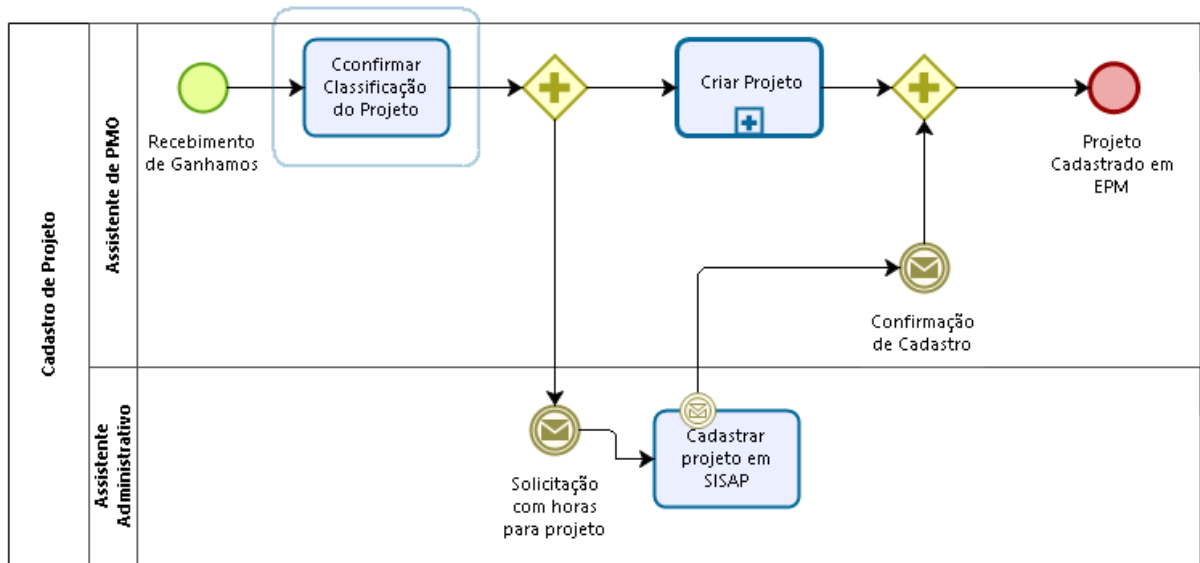 Cadastro de Projeto
Assistente de PMO
Recebimento
de Ganhamos
Cconfirmar
Classificação
do Projeto
Criar Projeto
Projeto
Cadastrado em
EPM
Confirmação
de Cadastro
Assistente
Administrativo
Solicitação
com horas
para projeto
Cadastrar
projeto em
SISAP